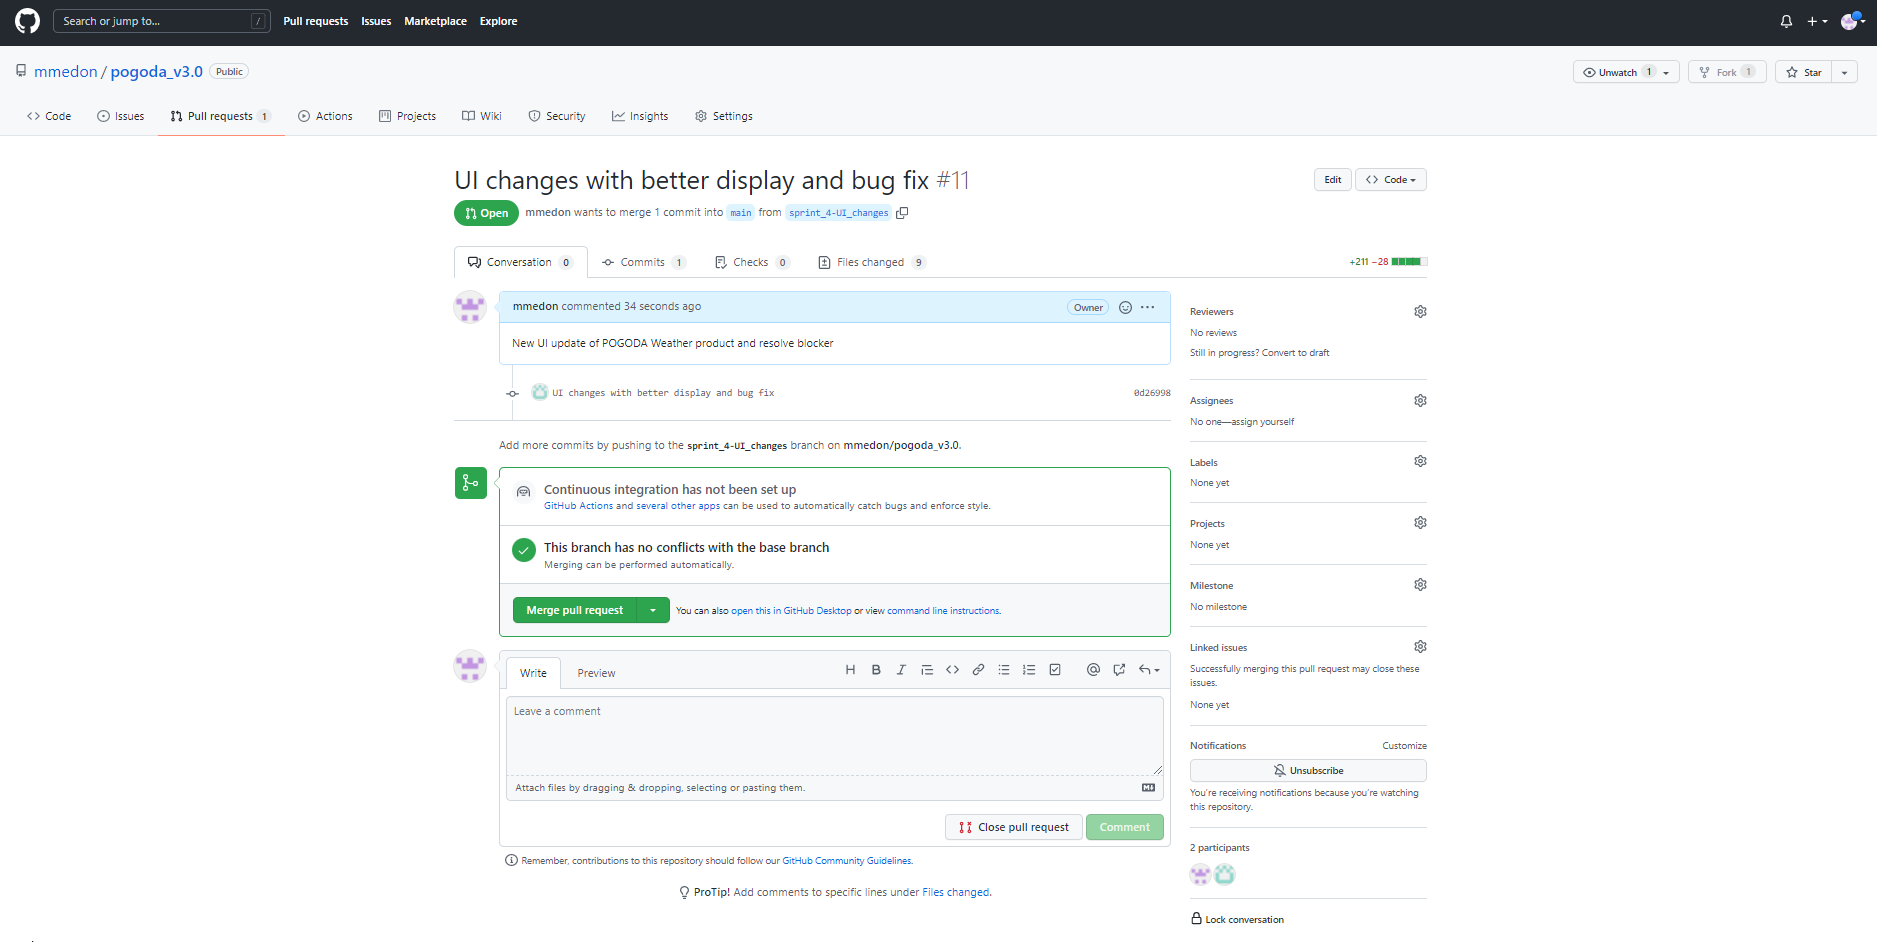 Search or jump to... /
Pull requests Issues Marketplace Explore
mmedon / pogoda_v3.0 Public
Unwatch 1 Fork 1 Star
Code Issues Pull requests 1 Actions Projects Wiki Security Insights Settings
UI changes with better display and bug fix #11
Edit Code
Open mmedon wants to merge 1 commit into main from sprint_4-UI_changes
Conversation 0 Commits 1 Checks 0 Files changed 9
+211 −28
mmedon commented 34 seconds ago
Owner
New UI update of POGODA Weather product and resolve blocker
UI changes with better display and bug fix
0d26998
Add more commits by pushing to the sprint_4-UI_changes branch on mmedon/pogoda_v3.0.
Continuous integration has not been set up
GitHub Actions and several other apps can be used to automatically catch bugs and enforce style.
This branch has no conflicts with the base branch
Merging can be performed automatically.
Merge pull request
You can also open this in GitHub Desktop or view command line instructions.
Write Preview
H B I
Leave a comment
Attach files by dragging & dropping, selecting or pasting them.
Close pull request Comment
Remember, contributions to this repository should follow our GitHub Community Guidelines.
ProTip! Add comments to specific lines under Files changed.
Reviewers
No reviews
Still in progress? Convert to draft
Assignees
No one—assign yourself
Labels
None yet
Projects
None yet
Milestone
No milestone
Linked issues
Successfully merging this pull request may close these
issues.
None yet
Notifications Customize
Unsubscribe
You're receiving notifications because you're watching
this repository.
2 participants
Lock conversation